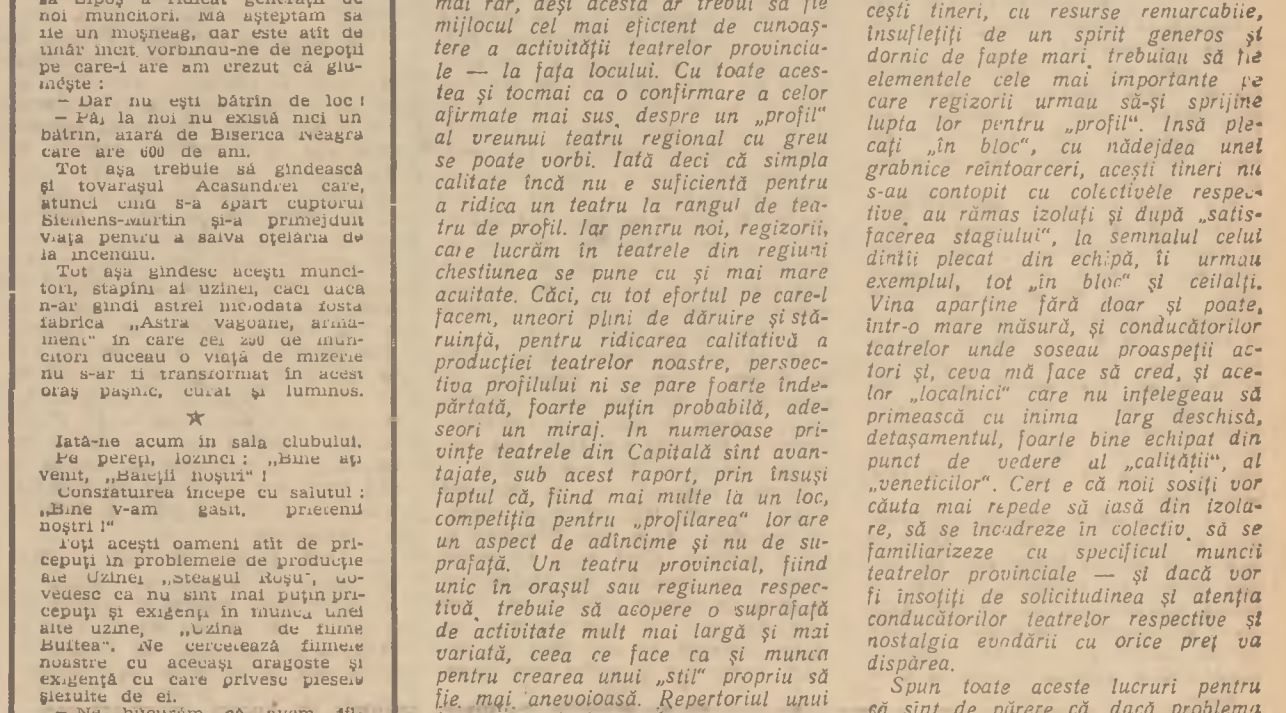 noi muncitori. Mă așteptam să
fie un moșneag, dar este atît de
tînăr încît vorbindu-ne de nepoții
pe care-i are am crezut că glu-
mește :
— Dar nu ești bătrîn de loc !
— Păi la noi nu există nici un
bătrîn, afară de Biserica Neagră
care are 600 de ani.
Tot așa trebuie să gîndească
și tovarășul Acasandrei care,
atunci cînd s-a spart cuptorul
Siemens-Martin și-a primejduit
viața pentru a salva oțelăria de
la incendiu.
Tot așa gîndesc acești munci-
tori, stăpîni ai uzinei, căci dacă
n-ar gîndi astfel niciodată fosta
fabrică „Astra vagoane, arma-
ment" în care cei 250 de mun-
citori duceau o viață de mizerie
nu s-ar fi transformat în acest
oraș pașnic, curat și luminos.
☆
Iată-ne acum în sala clubului.
Pe pereți, lozinci : „Bine ați
venit, „Băieții noștri" !
Consfătuirea începe cu salutul :
„Bine v-am găsit, prietenii
noștri !"
Toți acești oameni atît de pri-
cepuți în problemele de producție
ale Uzinei „Steagul Roșu", do-
vedesc că nu sînt mai puțin pri-
cepuți și exigenți în munca unei
alte uzine, „Uzina de filme
Buftea". Ne cercetează filmele
noastre cu aceeași dragoste și
exigență cu care privesc piesele
șlefuite de ei.
mai rar, deși acesta ar trebui să fie
mijlocul cel mai eficient de cunoaș-
tere a activității teatrelor provincia-
le — la fața locului. Cu toate aces-
tea și tocmai ca o confirmare a celor
afirmate mai sus, despre un „profil"
al vreunui teatru regional cu greu
se poate vorbi. Iată deci că simpla
calitate încă nu e suficientă pentru
a ridica un teatru la rangul de tea-
tru de profil. Iar pentru noi, regizorii,
care lucrăm în teatrele din regiuni
chestiunea se pune cu și mai mare
acuitate. Căci, cu tot efortul pe care-l
facem, uneori plini de dăruire și stă-
ruință, pentru ridicarea calitativă a
producției teatrelor noastre, perspec-
tiva profilului ni se pare foarte înde-
părtată, foarte puțin probabilă, ade-
seori un miraj. In numeroase pri-
vințe teatrele din Capitală sînt avan-
tajate, sub acest raport, prin însuși
faptul că, fiind mai multe la un loc,
competiția pentru „profilarea" lor are
un aspect de adîncime și nu de su-
prafață. Un teatru provincial, fiind
unic în orașul sau regiunea respec-
tivă, trebuie să acopere o suprafață
de activitate mult mai largă și mai
variată, ceea ce face ca și munca
pentru crearea unui „stil" propriu să
fie mai anevoioasă. Repertoriul unui
cești tineri, cu resurse remarcabile,
însuflețiți de un spirit generos și
dornic de fapte mari, trebuiau să fie
elementele cele mai importante pe
care regizorii urmau să-și sprijine
lupta lor pentru „profil". Insă ple-
cați „în bloc", cu nădejdea unei
grabnice reîntoarceri, acești tineri nu
s-au contopit cu colectivele respec-
tive, au rămas izolați și după „satis-
facerea stagiului", la semnalul celui
dintîi plecat din echipă, îi urmau
exemplul, tot „în bloc" și ceilalți.
Vina aparține fără doar și poate,
într-o mare măsură, și conducătorilor
teatrelor unde soseau proaspeții ac-
tori și, ceva mă face să cred, și ace-
lor „localnici" care nu înțelegeau să
primească cu inima larg deschisă,
detașamentul, foarte bine echipat din
punct de vedere al „calității", al
„veneticilor". Cert e că noii sosiți vor
căuta mai repede să iasă din izola-
re, să se încadreze în colectiv, să se
familiarizeze cu specificul muncii
teatrelor provinciale — și dacă vor
fi însoțiți de solicitudinea și atenția
conducătorilor teatrelor respective și
nostalgia evadării cu orice preț va
dispărea.
Spun toate aceste lucruri pentru
că sînt de părere că, dacă problema